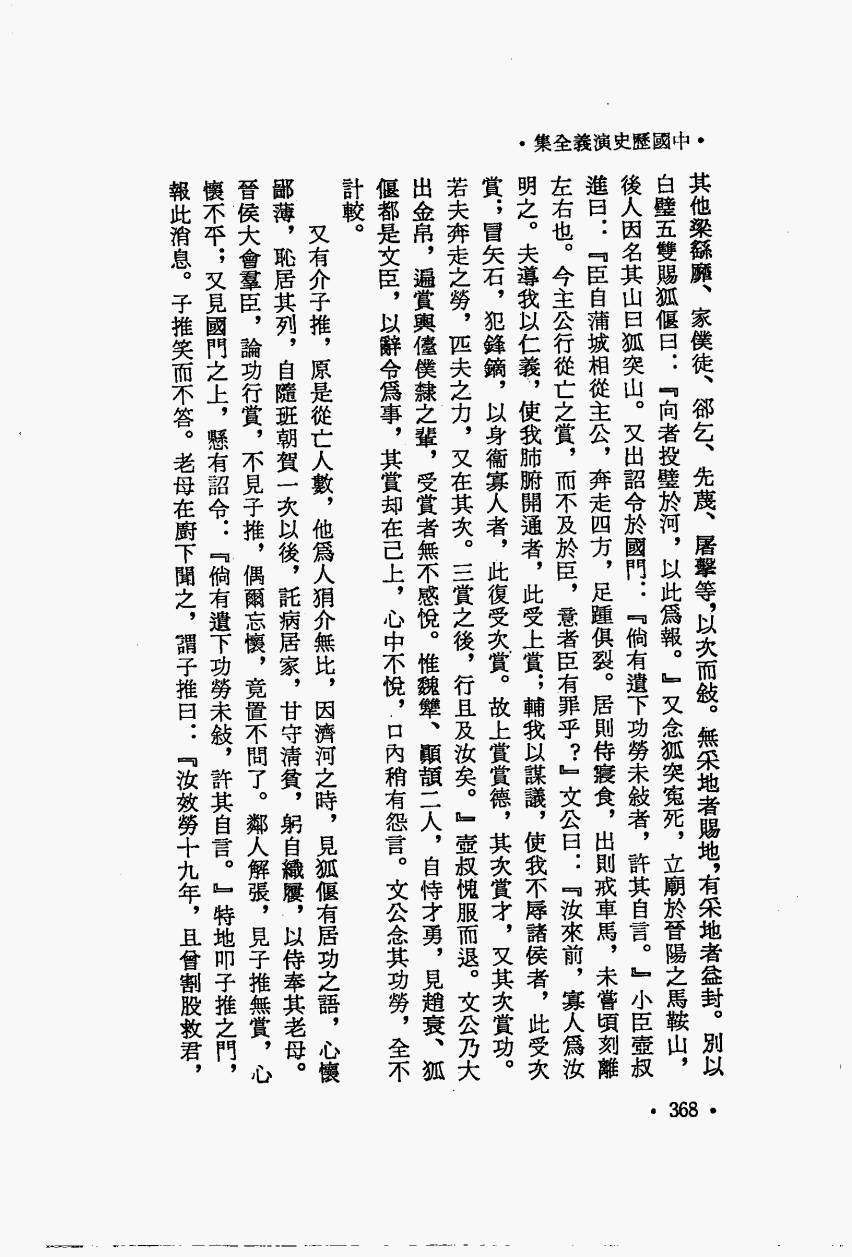 •中國歷史演義全集•
其他梁繇靡、家僕徒、郤乞、先蔑、屠擊等，以次而敍。無采地者賜地，有采地者益封。別以
白璧五雙賜狐偃曰：『向者投璧於河，以此爲報。』又念狐突寃死，立廟於晉陽之馬鞍山，
後人因名其山曰狐突山。又出詔令於國門：『倘有遺下功勞未敍者，許其自言。』小臣壺叔
進曰：『臣自蒲城相從主公，奔走四方，足踵俱裂。居則侍寢食，出則戒車馬，未嘗頃刻離
左右也。今主公行從亡之賞，而不及於臣，意者臣有罪乎？』文公曰：『汝來前，寡人爲汝
明之。夫導我以仁義，使我肺腑開通者，此受上賞；輔我以謀議，使我不辱諸侯者，此受次
賞；冒矢石，犯鋒鏑，以身衞寡人者，此復受次賞。故上賞賞德，其次賞才，又其次賞功。
若夫奔走之勞，匹夫之力，又在其次。三賞之後，行且及汝矣。』壺叔愧服而退。文公乃大
出金帛，遍賞輿儓僕隸之輩，受賞者無不感悅。惟魏犨、顚頡二人，自恃才勇，見趙衰、狐
偃都是文臣，以辭令爲事，其賞却在己上，心中不悅，口內稍有怨言。文公念其功勞，全不
計較。
又有介子推，原是從亡人數，他爲人狷介無比，因濟河之時，見狐偃有居功之語，心懷
鄙薄，恥居其列，自隨班朝賀一次以後，託病居家，甘守淸貧，躬自織屨，以侍奉其老母。
晉侯大會羣臣，論功行賞，不見子推，偶爾忘懷，竟置不問了。鄰人解張，見子推無賞，心
懷不平；又見國門之上，懸有詔令：『倘有遺下功勞未敍，許其自言。』特地叩子推之門，
報此消息。子推笑而不答。老母在廚下聞之，謂子推曰：『汝效勞十九年，且曾割股救君，
•368•